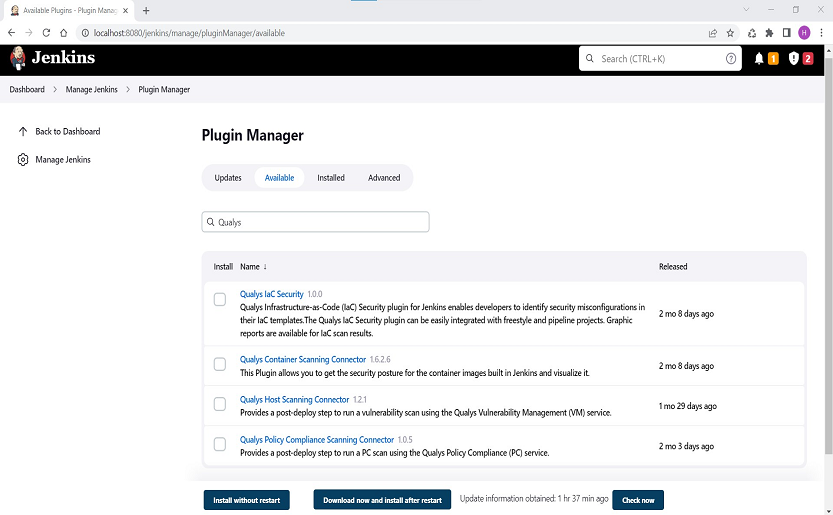 Available Plugins - Plugin Manag
localhost:8080/jenkins/manage/pluginManager/available
H
Jenkins
Search (CTRL+K)
1
2
Dashboard > Manage Jenkins > Plugin Manager
Back to Dashboard
Manage Jenkins
Plugin Manager
Updates Available Installed Advanced
Qualys
Install Name ↓ Released
Qualys IaC Security 1.0.0
Qualys Infrastructure-as-Code (IaC) Security plugin for Jenkins enables developers to identify security misconfigurations in
their IaC templates.The Qualys IaC Security plugin can be easily integrated with freestyle and pipeline projects. Graphic
reports are available for IaC scan results.
2 mo 8 days ago
Qualys Container Scanning Connector 1.6.2.6
This Plugin allows you to get the security posture for the container images built in Jenkins and visualize it.
2 mo 8 days ago
Qualys Host Scanning Connector 1.2.1
Provides a post-deploy step to run a vulnerability scan using the Qualys Vulnerability Management (VM) service.
1 mo 29 days ago
Qualys Policy Compliance Scanning Connector 1.0.5
Provides a post-deploy step to run a PC scan using the Qualys Policy Compliance (PC) service.
2 mo 3 days ago
Install without restart Download now and install after restart Update information obtained: 1 hr 37 min ago Check now